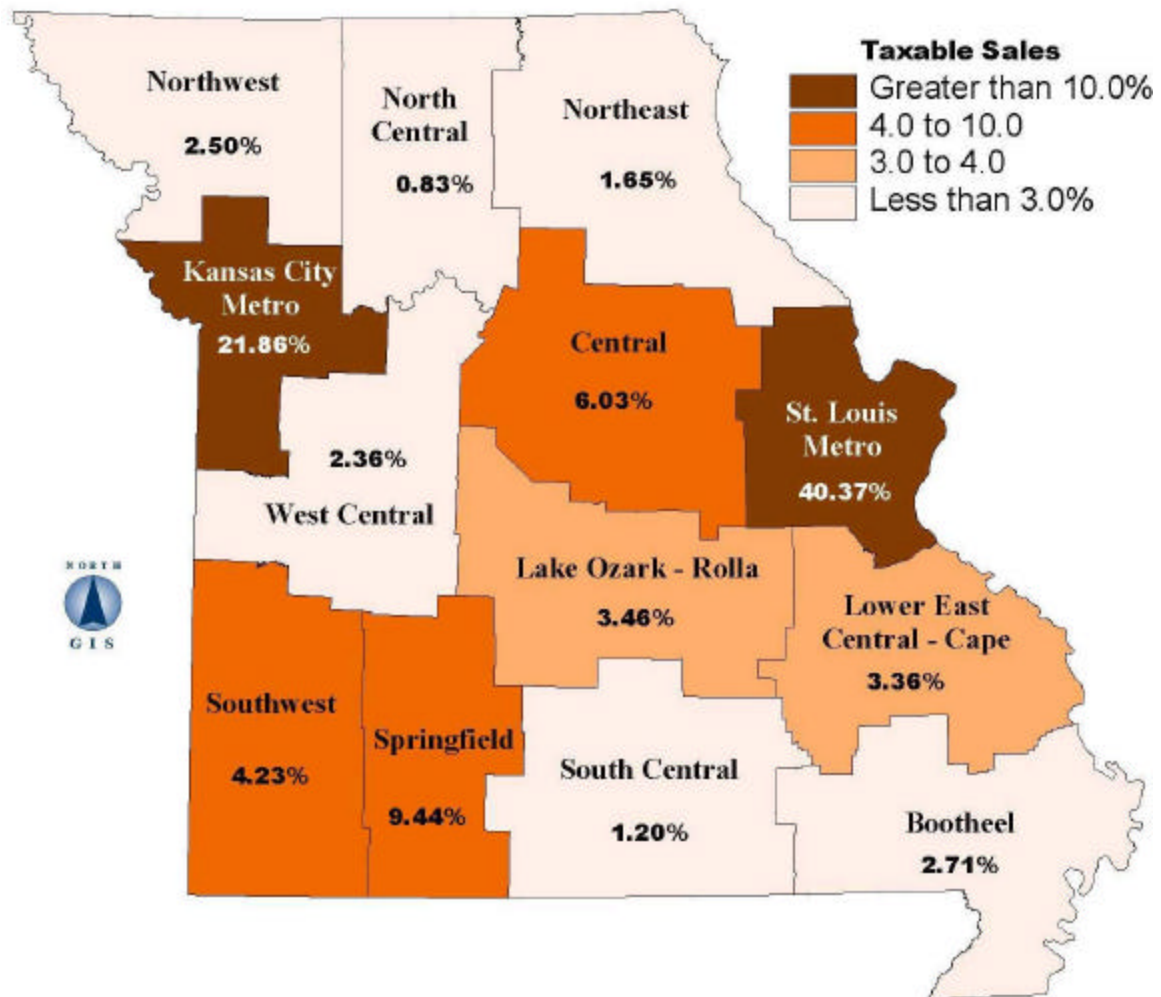 Taxable Sales
Greater than 10.0%
4.0 to 10.0
3.0 to 4.0
Less than 3.0%
Northwest
2.50%
North
Central
0.83%
Northeast
1.65%
Kansas City
Metro
21.86%
Central
6.03%
St. Louis
Metro
40.37%
2.36%
West Central
Lake Ozark - Rolla
3.46%
Lower East
Central - Cape
3.36%
NORTH
GIS
Southwest
4.23%
Springfield
9.44%
South Central
1.20%
Bootheel
2.71%